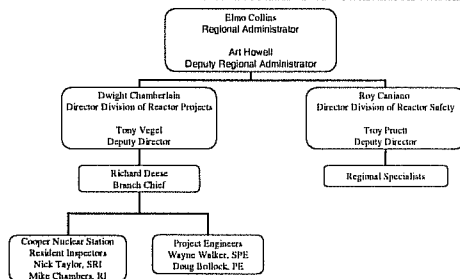 Elmo Collins
Regional Administrator
Art Howell
Deputy Regional Administrator
Dwight Chamberlain
Director Division of Reactor Projects
Tony Vegel
Deputy Director
Roy Caniano
Director Division of Reactor Safety
Troy Pruett
Deputy Director
Richard Deese
Branch Chief
Regional Specialists
Cooper Nuclear Station
Resident Inspectors
Nick Taylor, SRI
Mike Chambers, RI
Project Engineers
Wayne Walker, SPE
Doug Bollock, PE